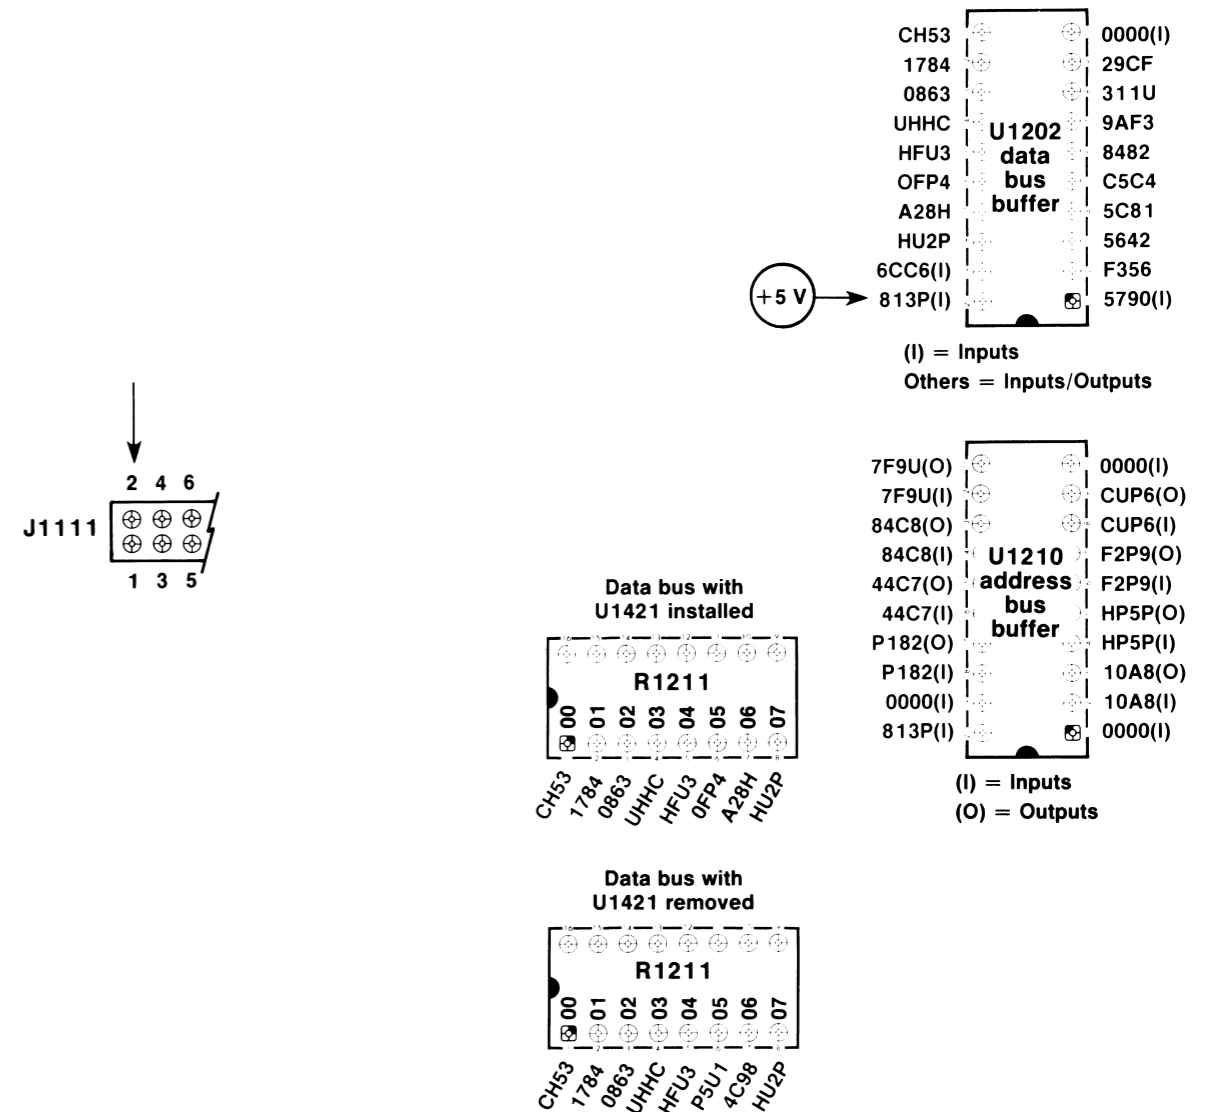 CH53 0000(I)
1784 29CF
0863 311U
UHHC 9AF3
HFU3 8482
OFP4 C5C4
A28H 5C81
HU2P 5642
6CC6(I) F356
813P(I) 5790(I)
U1202
data
bus
buffer
+5 V
(I) = Inputs
Others = Inputs/Outputs
2 4 6
J1111
1 3 5
7F9U(O) 0000(I)
7F9U(I) CUP6(O)
84C8(O) CUP6(I)
84C8(I) F2P9(O)
44C7(O) F2P9(I)
44C7(I) HP5P(O)
P182(O) HP5P(I)
P182(I) 10A8(O)
0000(I) 10A8(I)
813P(I) 0000(I)
U1210
address
bus
buffer
(I) = Inputs
(O) = Outputs
Data bus with
U1421 installed
R1211
00 01 02 03 04 05 06 07
CH53 1784 0863 UHHC HFU3 0FP4 A28H HU2P
Data bus with
U1421 removed
R1211
00 01 02 03 04 05 06 07
CH53 1784 0863 UHHC HFU3 P5U1 4C98 HU2P